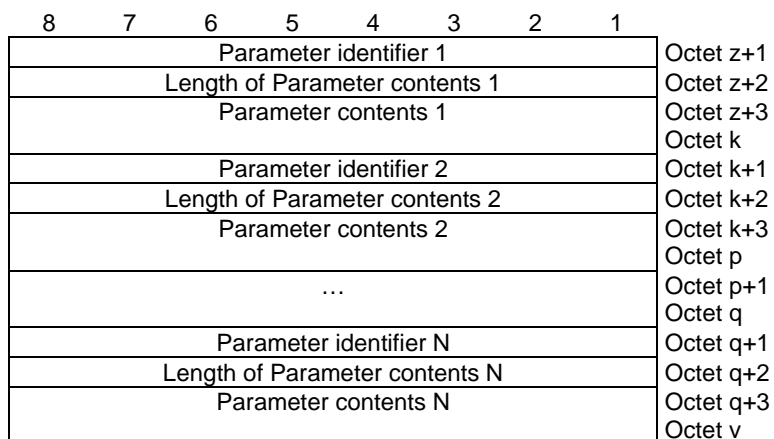 8 7 6 5 4 3 2 1
Parameter identifier 1 Octet z+1
Length of Parameter contents 1 Octet z+2
Parameter contents 1 Octet z+3
Octet k
Parameter identifier 2 Octet k+1
Length of Parameter contents 2 Octet k+2
Parameter contents 2 Octet k+3
Octet p
… Octet p+1
Octet q
Parameter identifier N Octet q+1
Length of Parameter contents N Octet q+2
Parameter contents N Octet q+3
Octet v